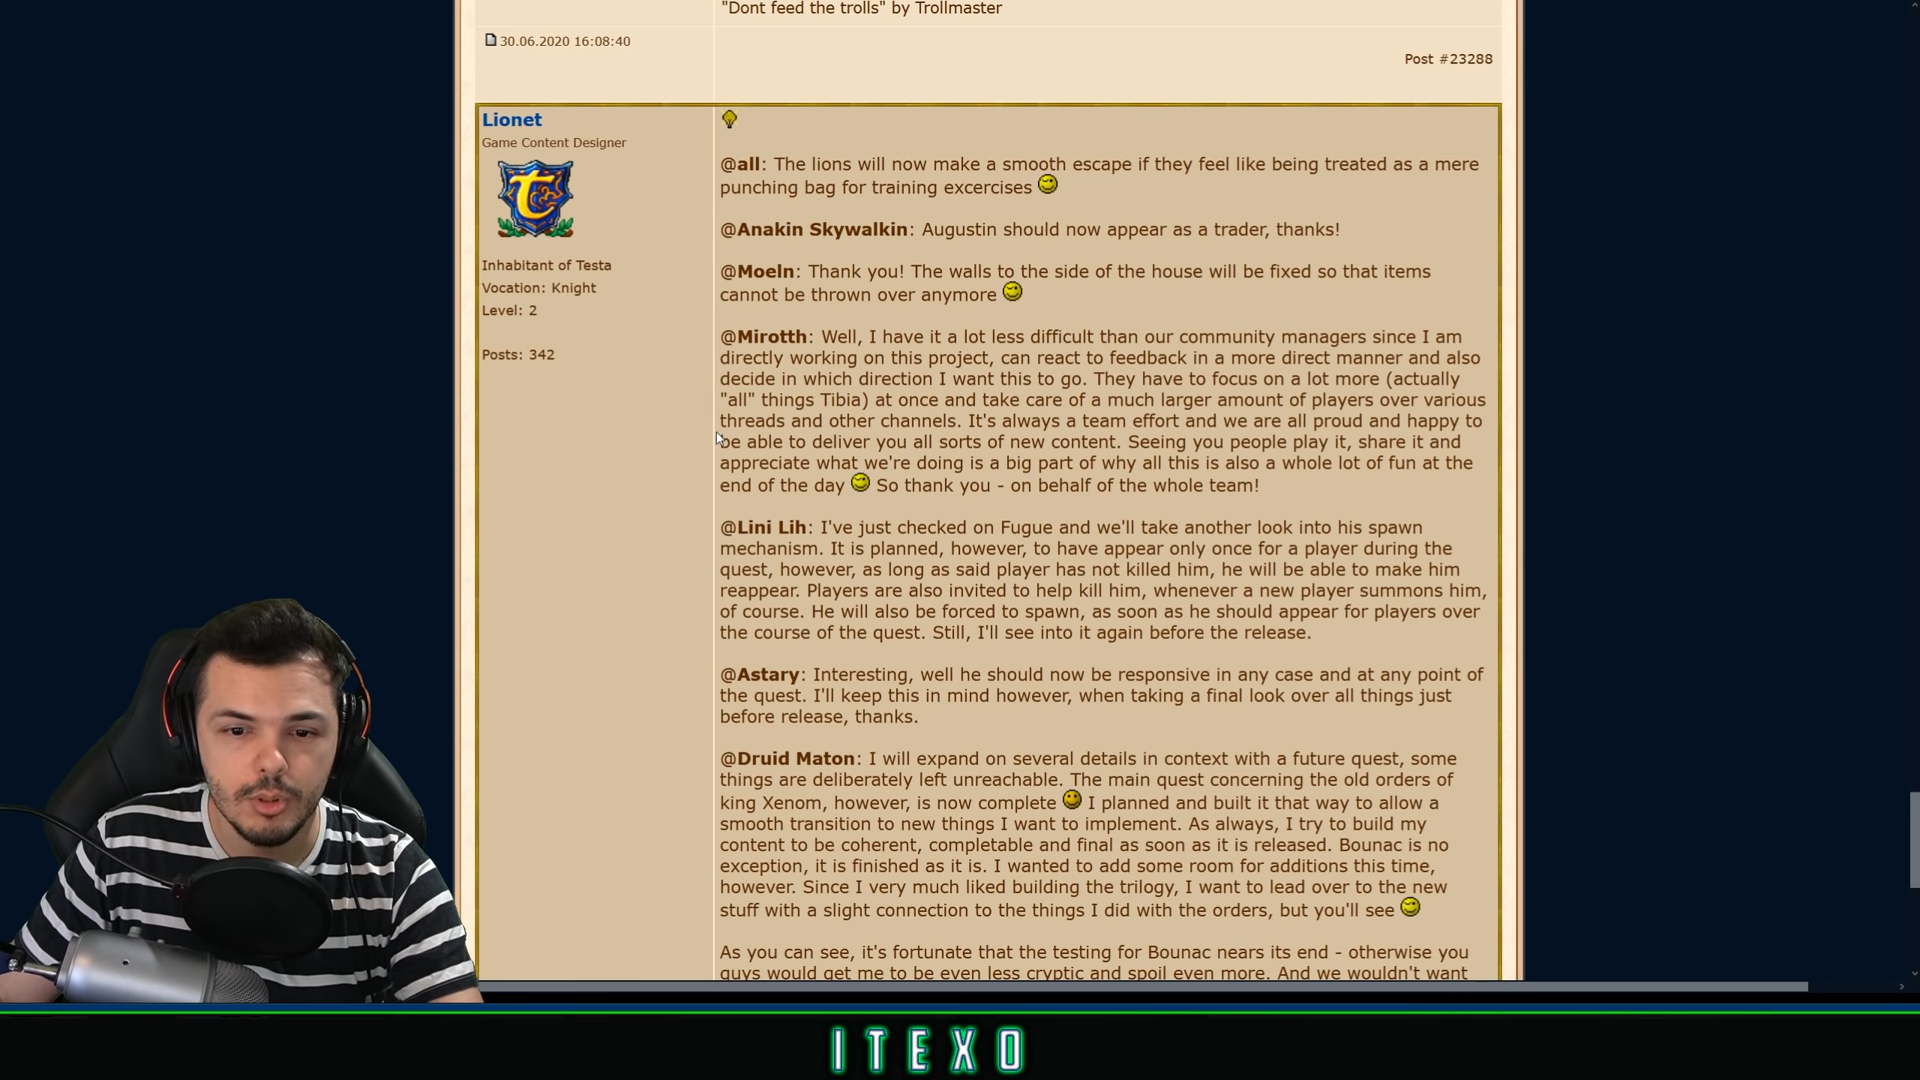 "Dont feed the trolls" by Trollmaster
30.06.2020 16:08:40
Post #23288
Lionet
Game Content Designer
Inhabitant of Testa
Vocation: Knight
Level: 2
Posts: 342
@all: The lions will now make a smooth escape if they feel like being treated as a mere
punching bag for training excercises
@Anakin Skywalkin: Augustin should now appear as a trader, thanks!
@Moeln: Thank you! The walls to the side of the house will be fixed so that items
cannot be thrown over anymore
@Mirotth: Well, I have it a lot less difficult than our community managers since I am
directly working on this project, can react to feedback in a more direct manner and also
decide in which direction I want this to go. They have to focus on a lot more (actually
"all" things Tibia) at once and take care of a much larger amount of players over various
threads and other channels. It's always a team effort and we are all proud and happy to
be able to deliver you all sorts of new content. Seeing you people play it, share it and
appreciate what we're doing is a big part of why all this is also a whole lot of fun at the
end of the day So thank you - on behalf of the whole team!
@Lini Lih: I've just checked on Fugue and we'll take another look into his spawn
mechanism. It is planned, however, to have appear only once for a player during the
quest, however, as long as said player has not killed him, he will be able to make him
reappear. Players are also invited to help kill him, whenever a new player summons him,
of course. He will also be forced to spawn, as soon as he should appear for players over
the course of the quest. Still, I'll see into it again before the release.
@Astary: Interesting, well he should now be responsive in any case and at any point of
the quest. I'll keep this in mind however, when taking a final look over all things just
before release, thanks.
@Druid Maton: I will expand on several details in context with a future quest, some
things are deliberately left unreachable. The main quest concerning the old orders of
king Xenom, however, is now complete I planned and built it that way to allow a
smooth transition to new things I want to implement. As always, I try to build my
content to be coherent, completable and final as soon as it is released. Bounac is no
exception, it is finished as it is. I wanted to add some room for additions this time,
however. Since I very much liked building the trilogy, I want to lead over to the new
stuff with a slight connection to the things I did with the orders, but you'll see
As you can see, it's fortunate that the testing for Bounac nears its end - otherwise you
guys would get me to be even less cryptic and spoil even more. And we wouldn't want
ITEXO